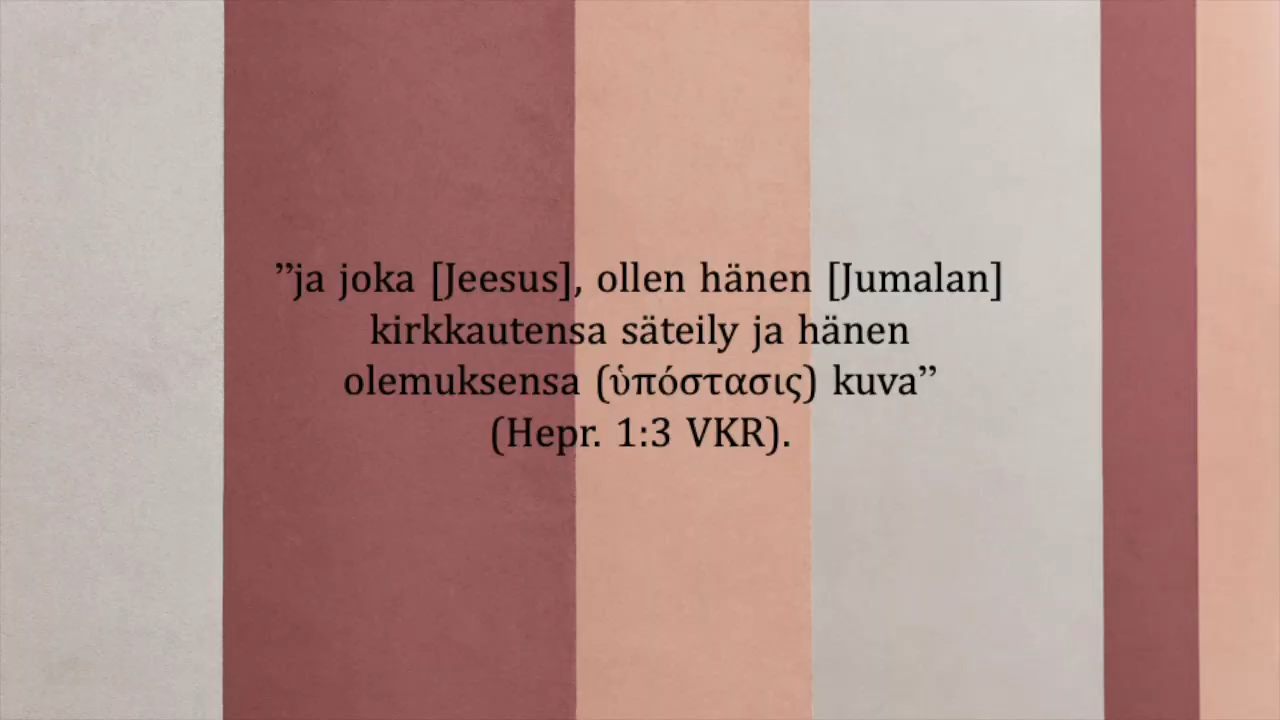 ”ja joka [Jeesus], ollen hänen [Jumalan]
kirkkautensa säteily ja hänen
olemuksensa (ὑπόστασις) kuva”
(Hepr. 1:3 VKR).